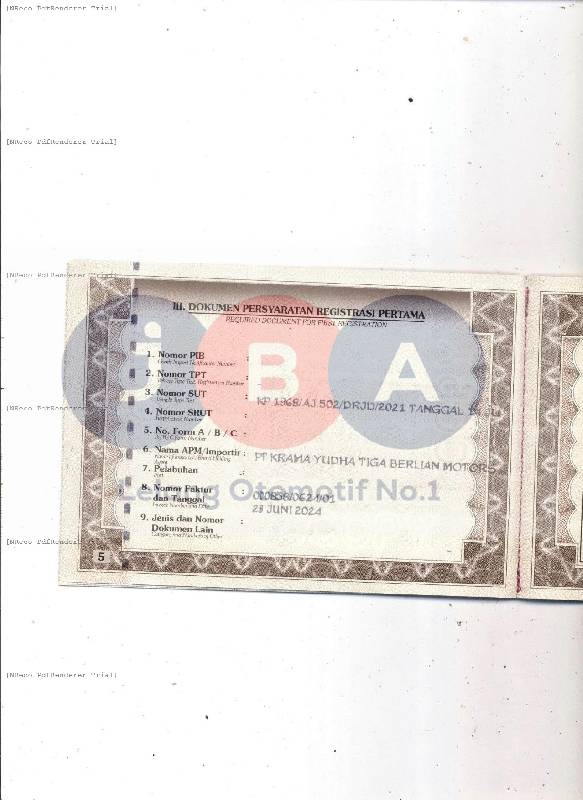 [NReco PdfRenderer Trial]
[NReco PdfRenderer Trial]
[NReco PdfRenderer Trial]
III. DOKUMEN PERSYARATAN REGISTRASI PERTAMA
REQUIRED DOCUMENT FOR FIRST REGISTRATION
1. Nomor PIB :
2. Nomor TPT :
3. Nomor SUT :
KP 1968/AJ.502/DRJD/2021 TANGGAL
[NReco PdfRenderer Trial]
4. Nomor SRUT :
5. No. Form A / B / C :
6. Nama APM/Importir :
PT KRAMA YUDHA TIGA BERLIAN MOTORS
7. Pelabuhan :
8. Nomor Faktur :
dan Tanggal
23 JUNI 2024
JBA
Lelang Otomotif No.1
9. Jenis dan Nomor :
Dokumen Lain
[NReco PdfRenderer Trial]
5
[NReco PdfRenderer Trial]